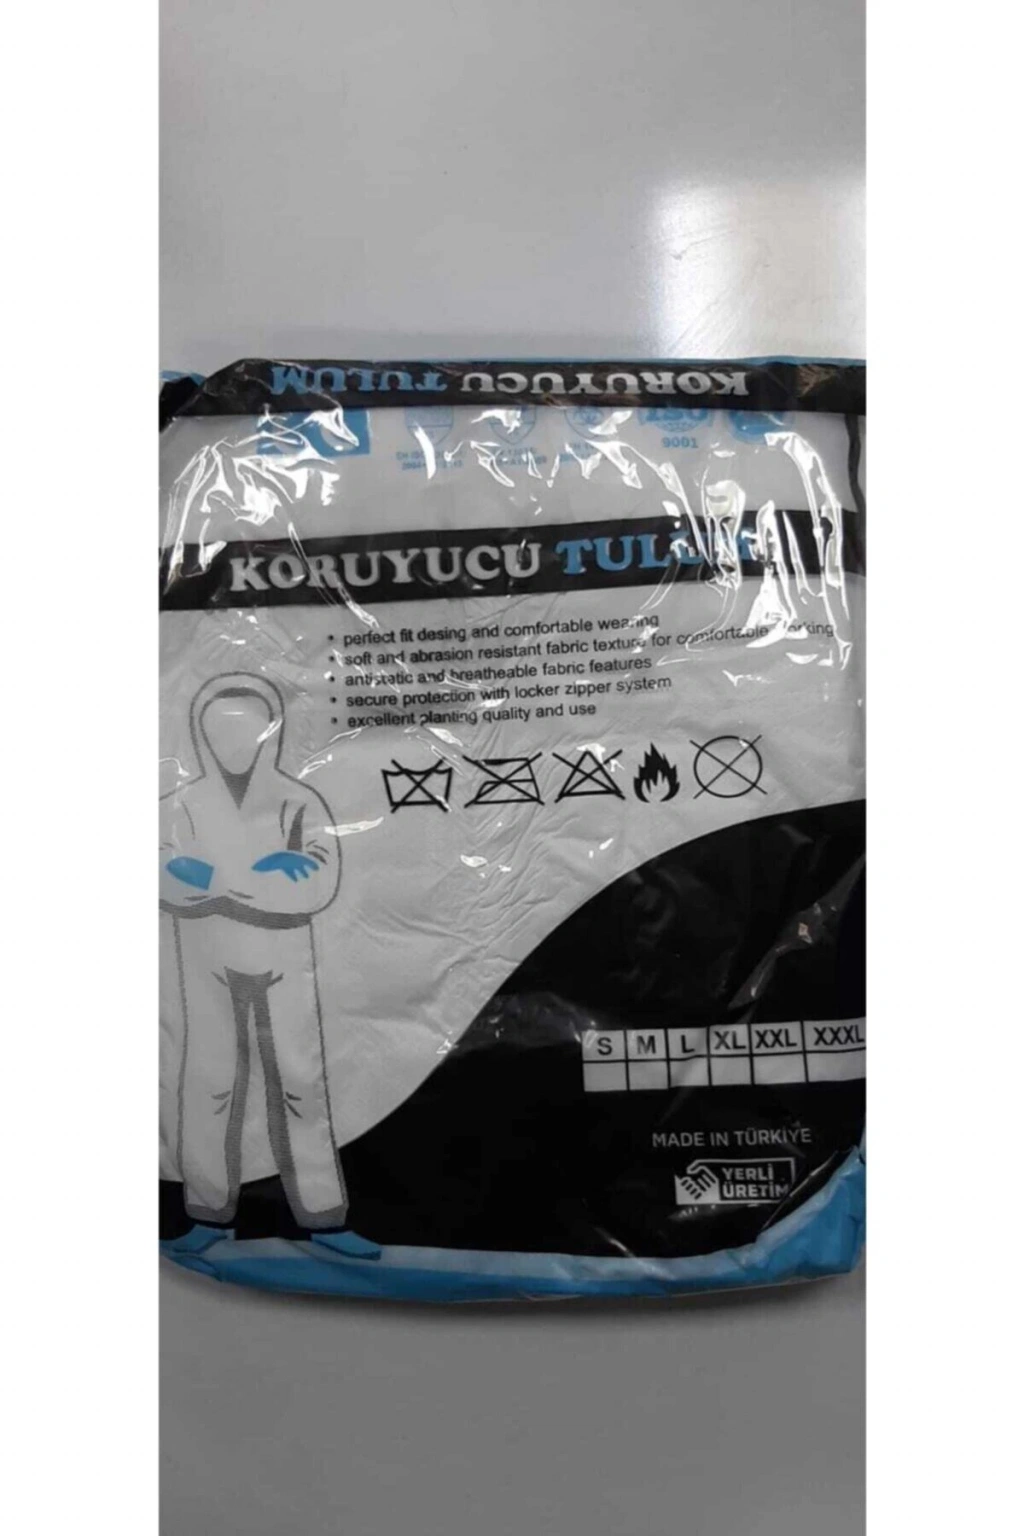 KORUYUCU TULUM
9001
KORUYUCU TULUM
• perfect fit desing and comfortable wearing
• soft and abrasion resistant fabric texture for comfortable working
• antistatic and breatheable fabric features
• secure protection with locker zipper system
• excellent planting quality and use
S M L XL XXL XXXL
MADE IN TÜRKİYE
YERLİ
ÜRETİM